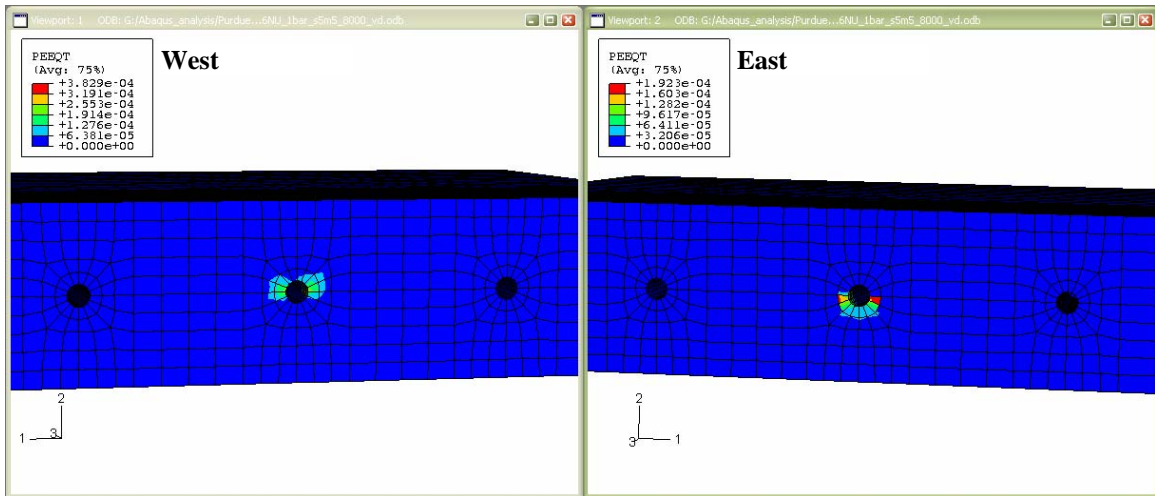 Viewport: 1 ODB: G:/Abaqus_analysis/Purdue...6NU_1bar_s5m5_8000_vd.odb
West
PEEQT
(Avg: 75%)
+3.829e-04
+3.191e-04
+2.553e-04
+1.914e-04
+1.276e-04
+6.381e-05
+0.000e+00
2
1
3
Viewport: 2 ODB: G:/Abaqus_analysis/Purdue...6NU_1bar_s5m5_8000_vd.odb
East
PEEQT
(Avg: 75%)
+1.923e-04
+1.603e-04
+1.282e-04
+9.617e-05
+6.411e-05
+3.206e-05
+0.000e+00
2
3
1